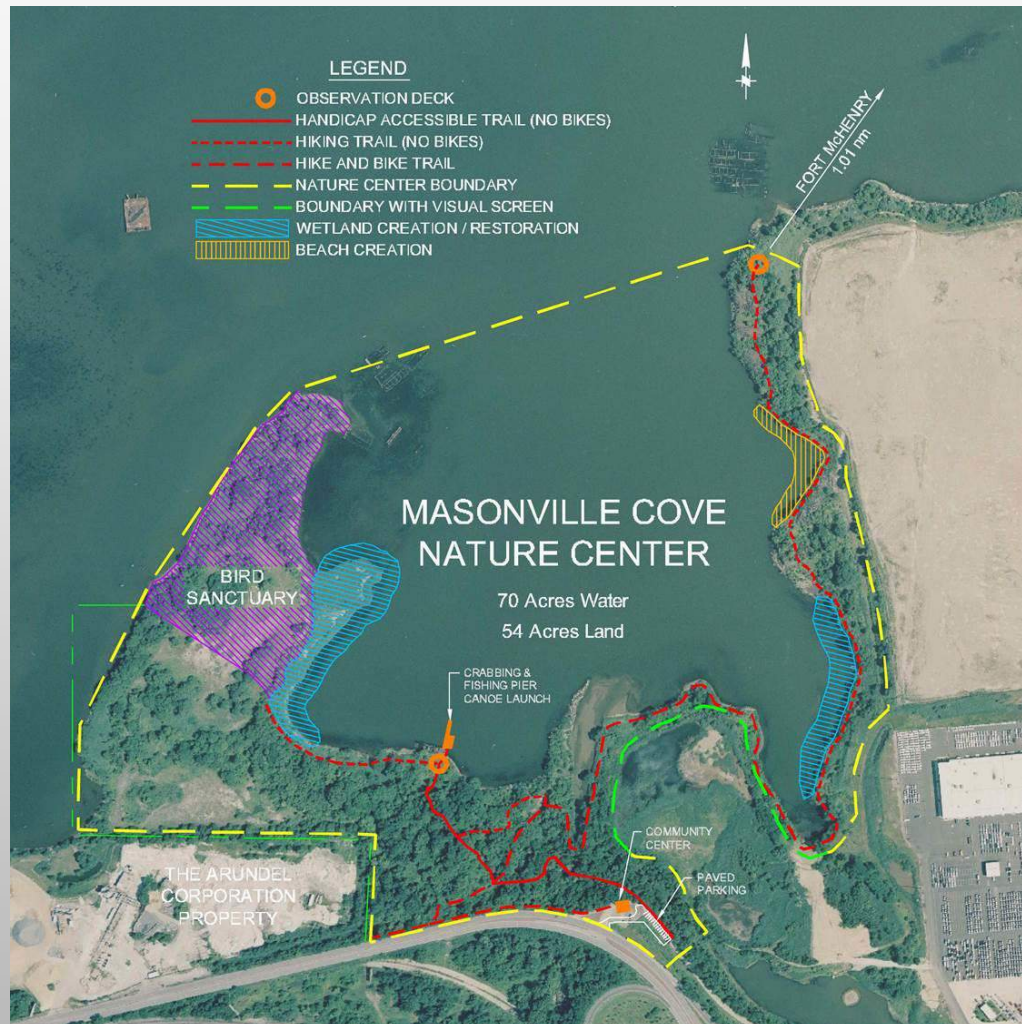 LEGEND
OBSERVATION DECK
HANDICAP ACCESSIBLE TRAIL (NO BIKES)
HIKING TRAIL (NO BIKES)
HIKE AND BIKE TRAIL
NATURE CENTER BOUNDARY
BOUNDARY WITH VISUAL SCREEN
WETLAND CREATION / RESTORATION
BEACH CREATION
FORT McHENRY
1.01 nm
MASONVILLE COVE
NATURE CENTER
70 Acres Water
54 Acres Land
BIRD
SANCTUARY
CRABBING &
FISHING PIER
CANOE LAUNCH
COMMUNITY
CENTER
PAVED
PARKING
THE ARUNDEL
CORPORATION
PROPERTY